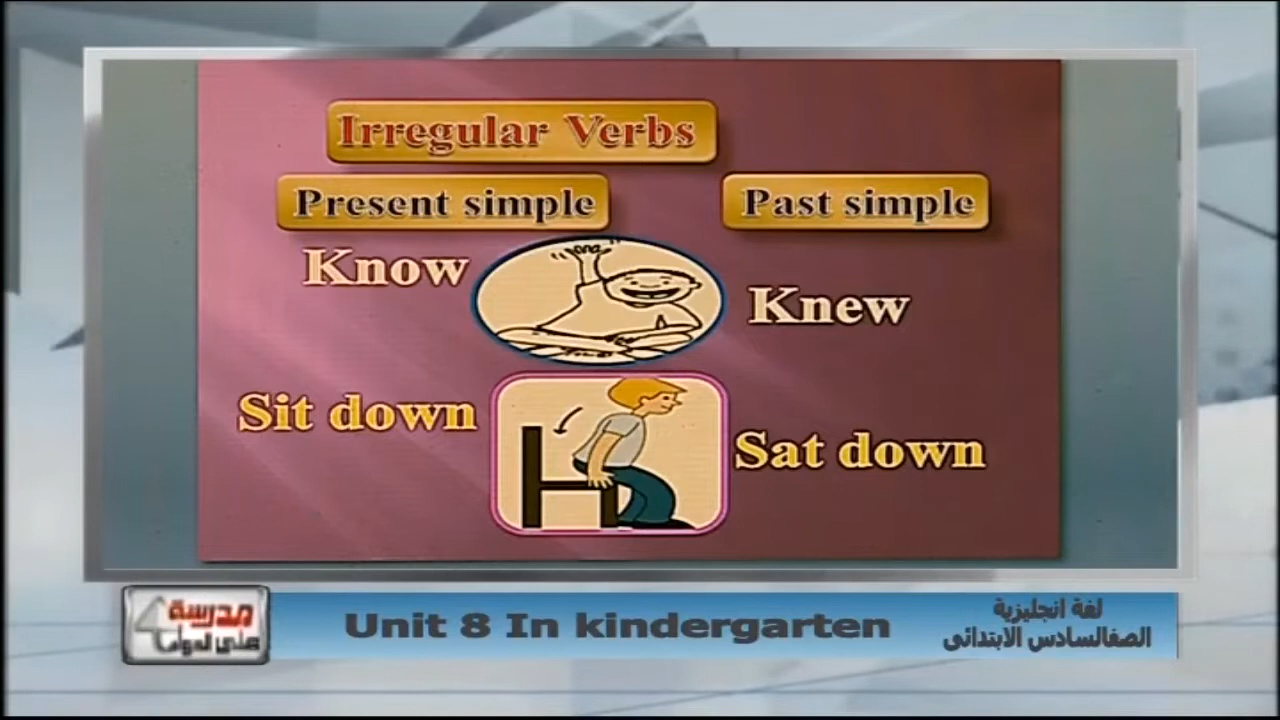 Irregular Verbs
Present simple
Past simple
Know
Knew
Sit down
Sat down
مدرسة
على الهواء
Unit 8 In kindergarten
لغة انجليزية
الصفالسادس الابتدائى